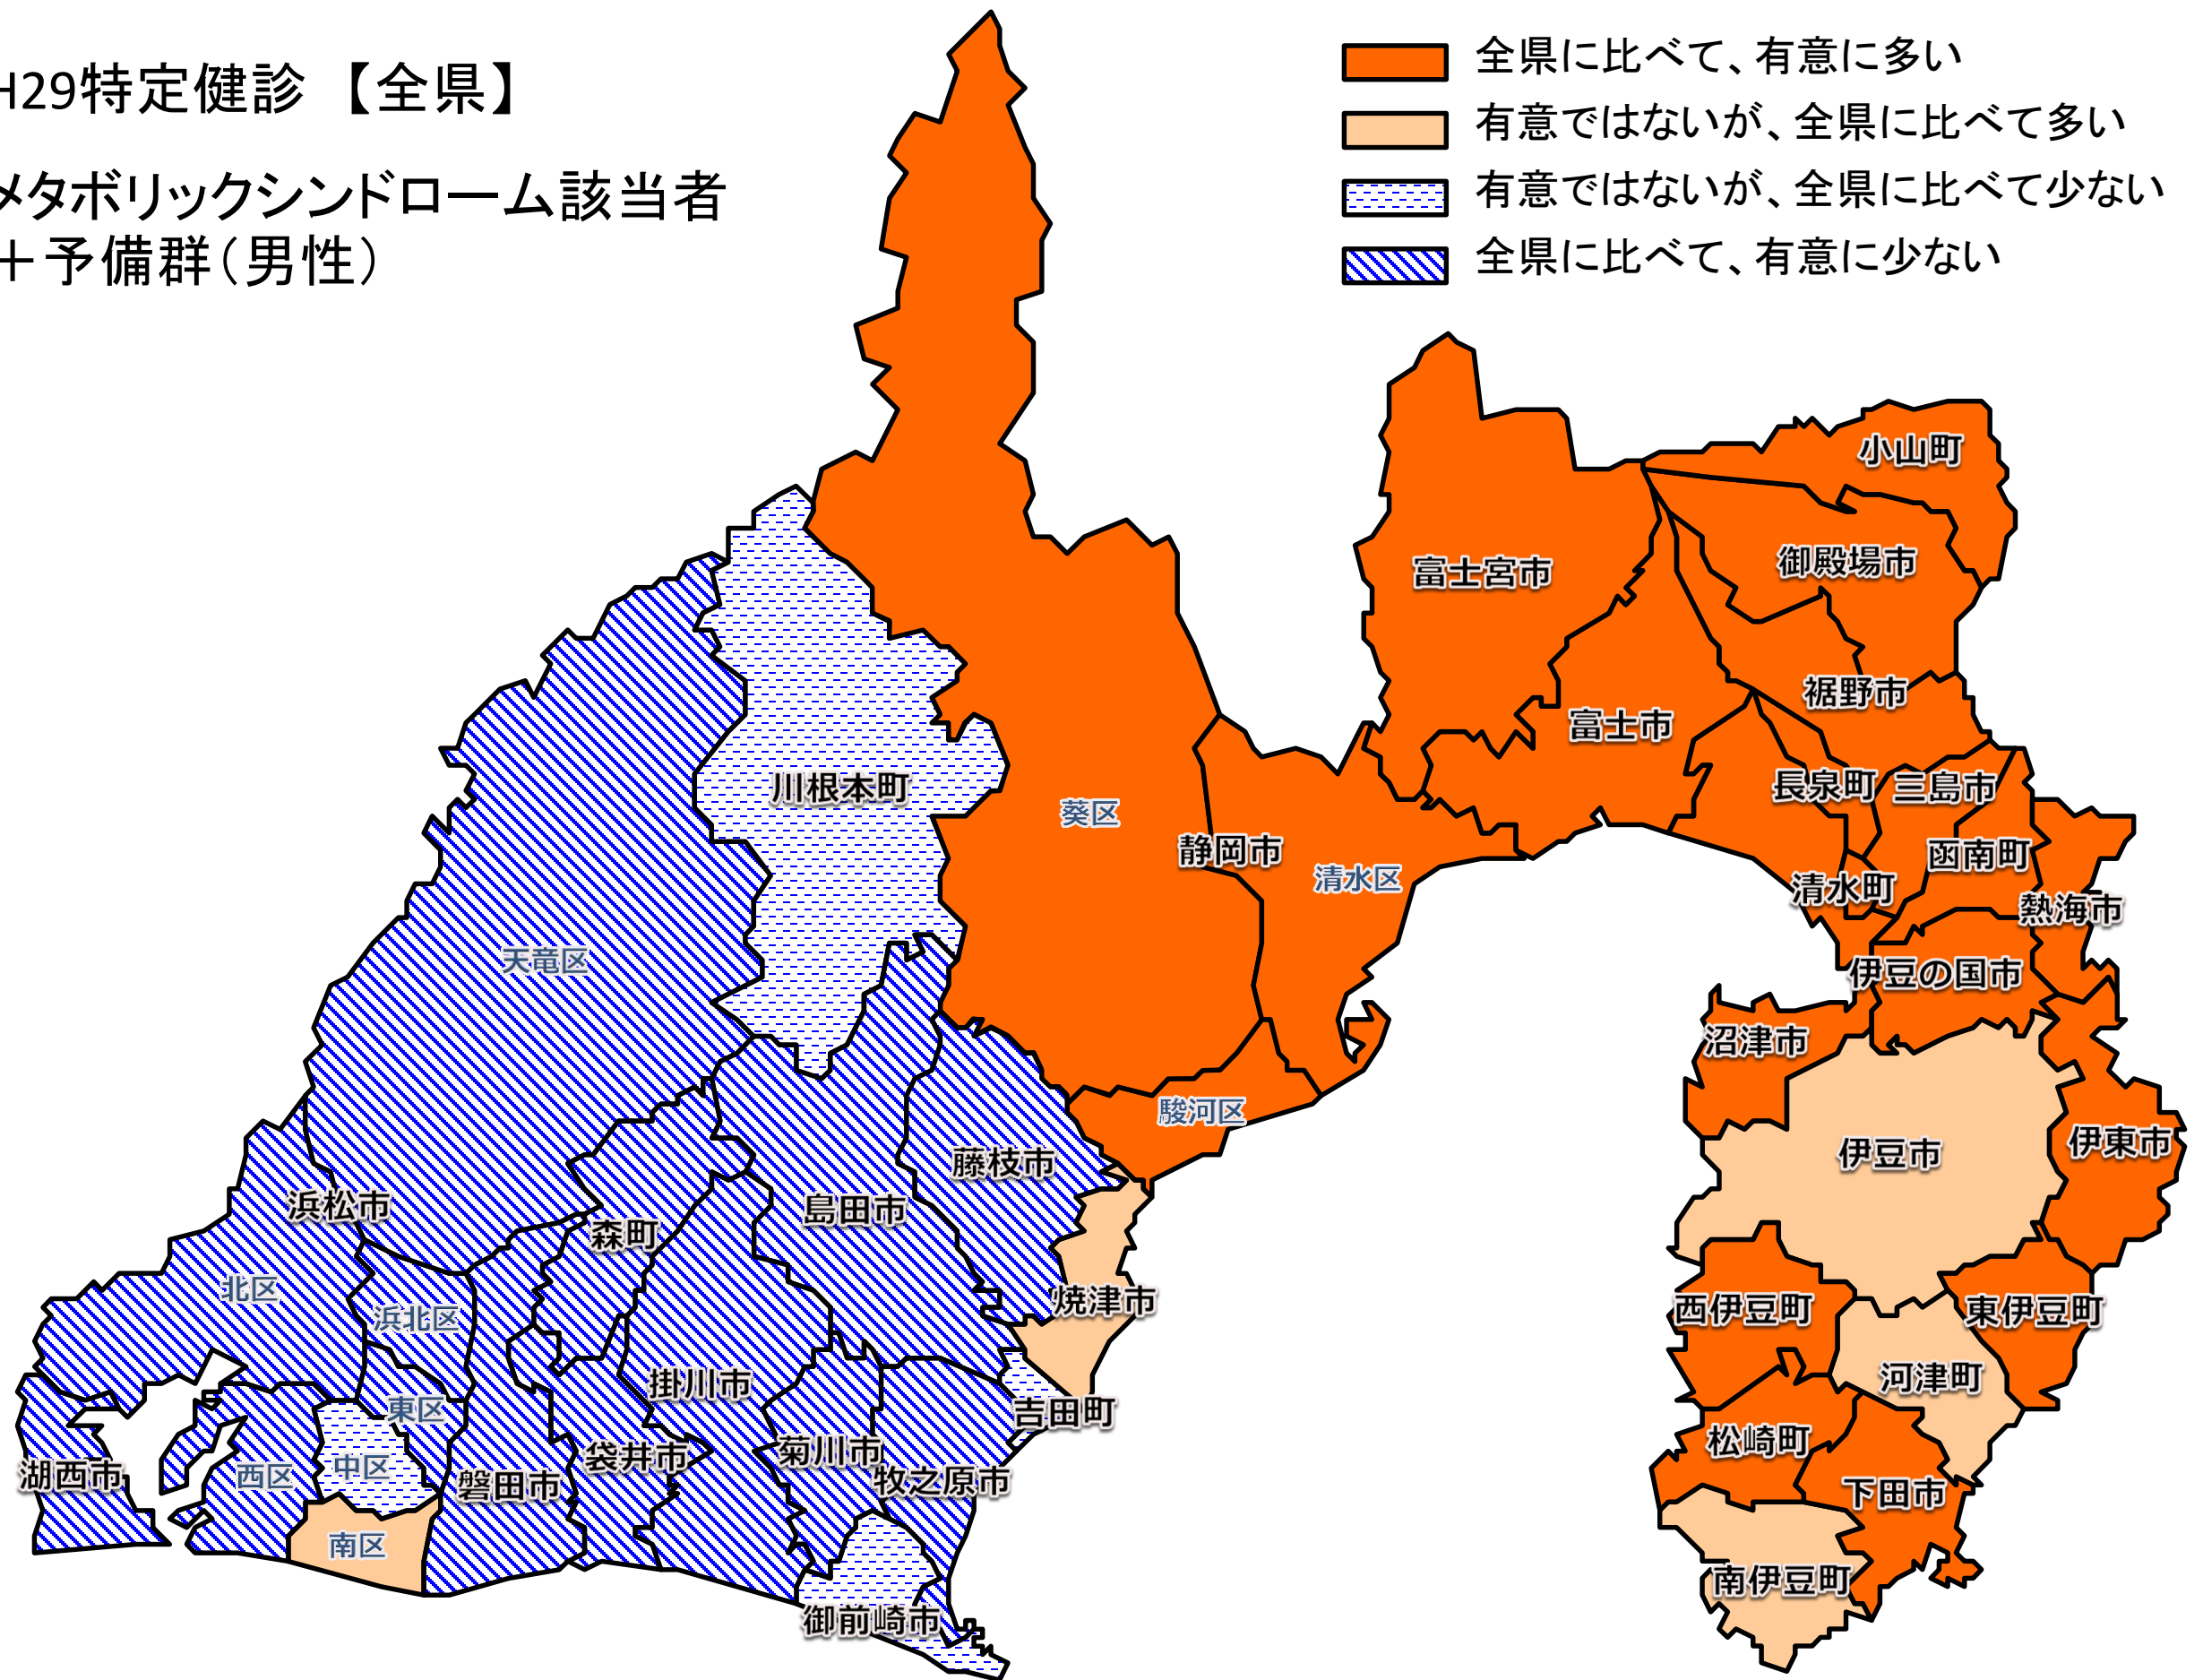 H29特定健診 【全県】
メタボリックシンドローム該当者
＋予備群（男性）
全県に比べて、有意に多い
有意ではないが、全県に比べて多い
有意ではないが、全県に比べて少ない
全県に比べて、有意に少ない
小山町
御殿場市
富士宮市
裾野市
富士市
川根本町
長泉町
三島市
葵区
静岡市
清水区
函南町
清水町
熱海市
天竜区
伊豆の国市
沼津市
駿河区
伊東市
伊豆市
藤枝市
浜松市
島田市
森町
北区
浜北区
焼津市
西伊豆町
東伊豆町
掛川市
河津町
東区
吉田町
松崎町
湖西市
西区
中区
磐田市
袋井市
菊川市
牧之原市
下田市
南区
南伊豆町
御前崎市